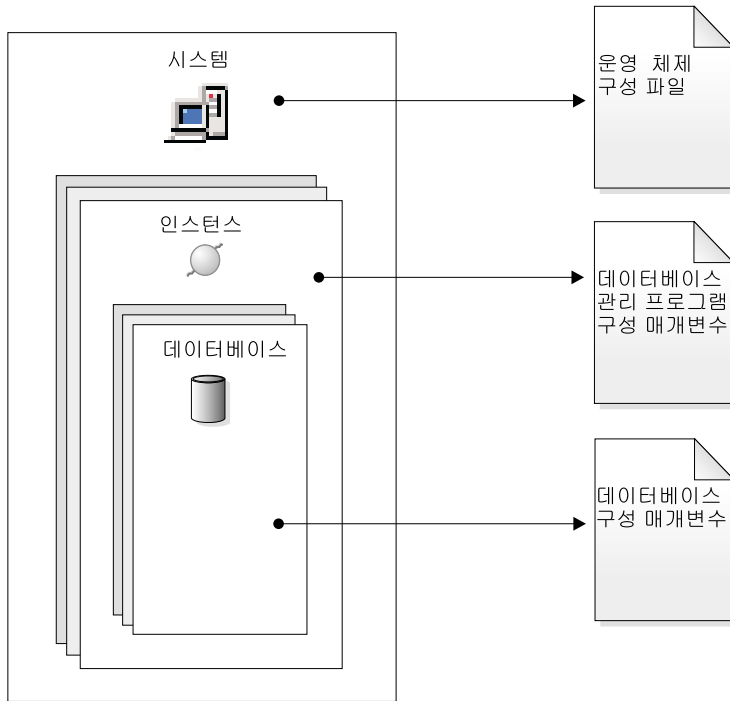 시스템
운영 체제
구성 파일
인스턴스
데이터베이스
관리 프로그램
구성 매개변수
데이터베이스
데이터베이스
구성 매개변수